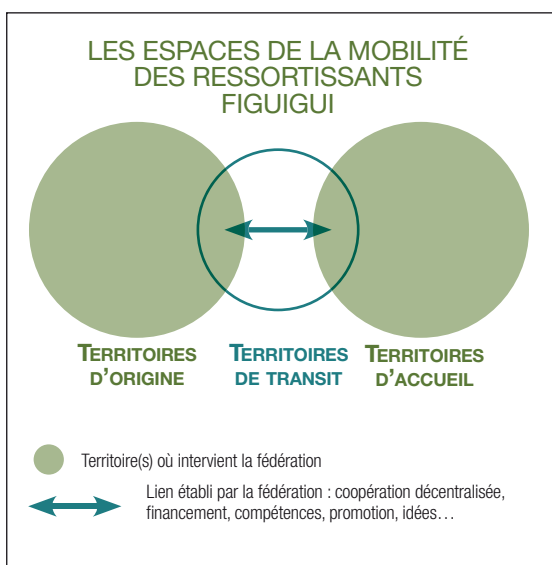 LES ESPACES DE LA MOBILITÉ
DES RESSORTISSANTS
FIGUIGUI
TERRITOIRES
D'ORIGINE
TERRITOIRES
DE TRANSIT
TERRITOIRES
D'ACCUEIL
Territoire(s) où intervient la fédération
Lien établi par la fédération : coopération décentralisée,
financement, compétences, promotion, idées…